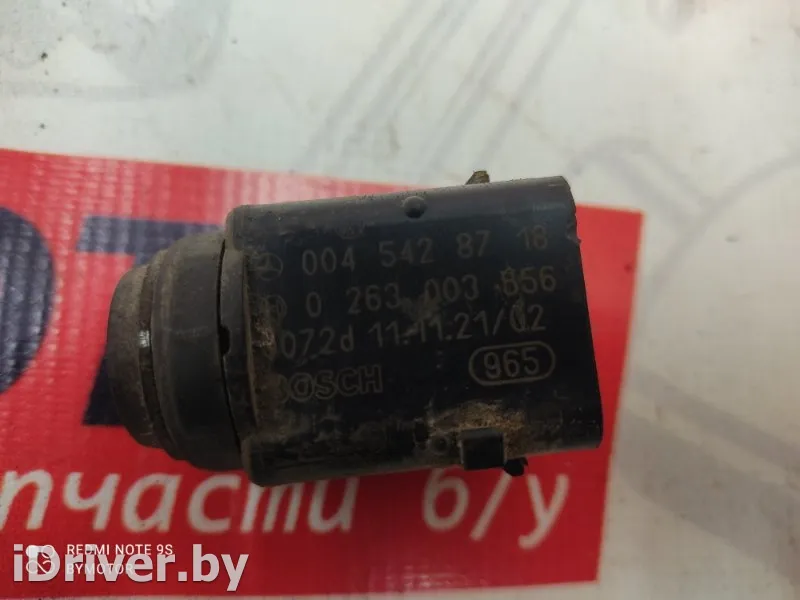 004 542 87 18
0 263 003 856
072d 11.11.21/02
BOSCH
965
пчасти б/у
REDMI NOTE 9S
BYMOTOR
iDriver.by